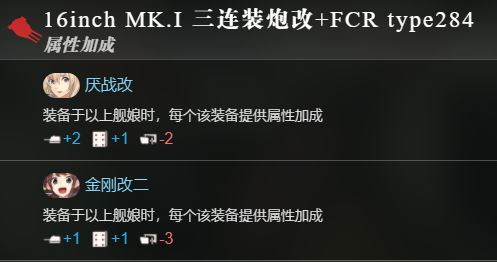 16inch MK.I 三连装炮改+FCR type284
属性加成
厌战改
装备于以上舰娘时，每个该装备提供属性加成
+2 +1 -2
金刚改二
装备于以上舰娘时，每个该装备提供属性加成
+1 +1 -3